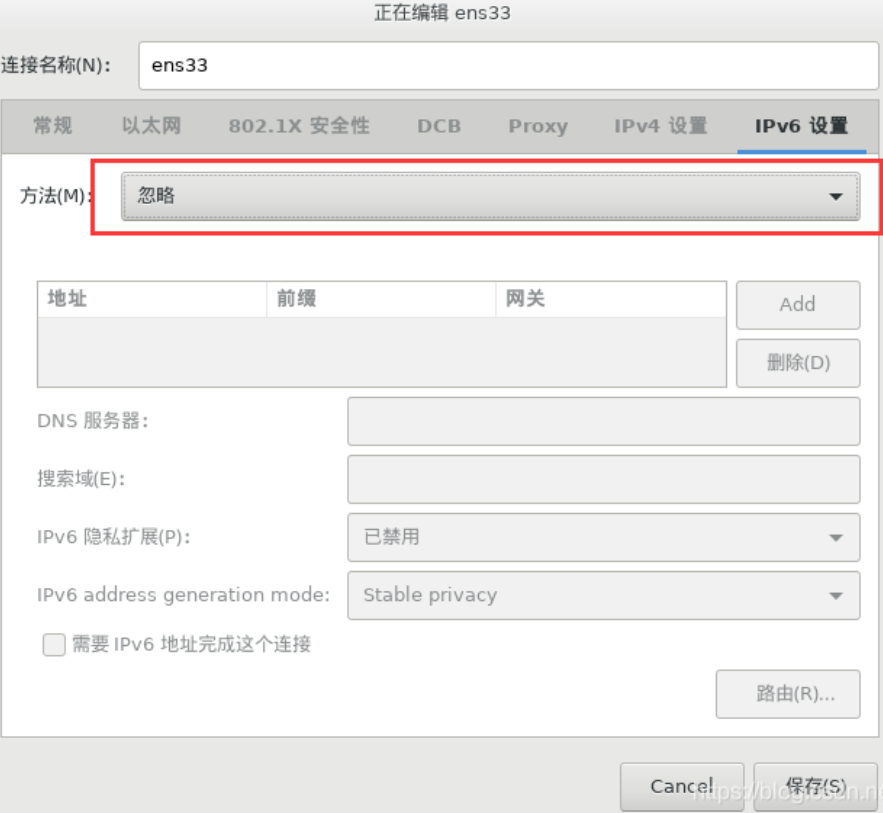 正在编辑 ens33
连接名称(N): ens33
常规 以太网 802.1X 安全性 DCB Proxy IPv4 设置 IPv6 设置
方法(M): 忽略
地址 前缀 网关 Add
删除(D)
DNS 服务器:
搜索域(E):
IPv6 隐私扩展(P): 已禁用
IPv6 address generation mode: Stable privacy
需要 IPv6 地址完成这个连接
路由(R)...
Cancel 保存(S)